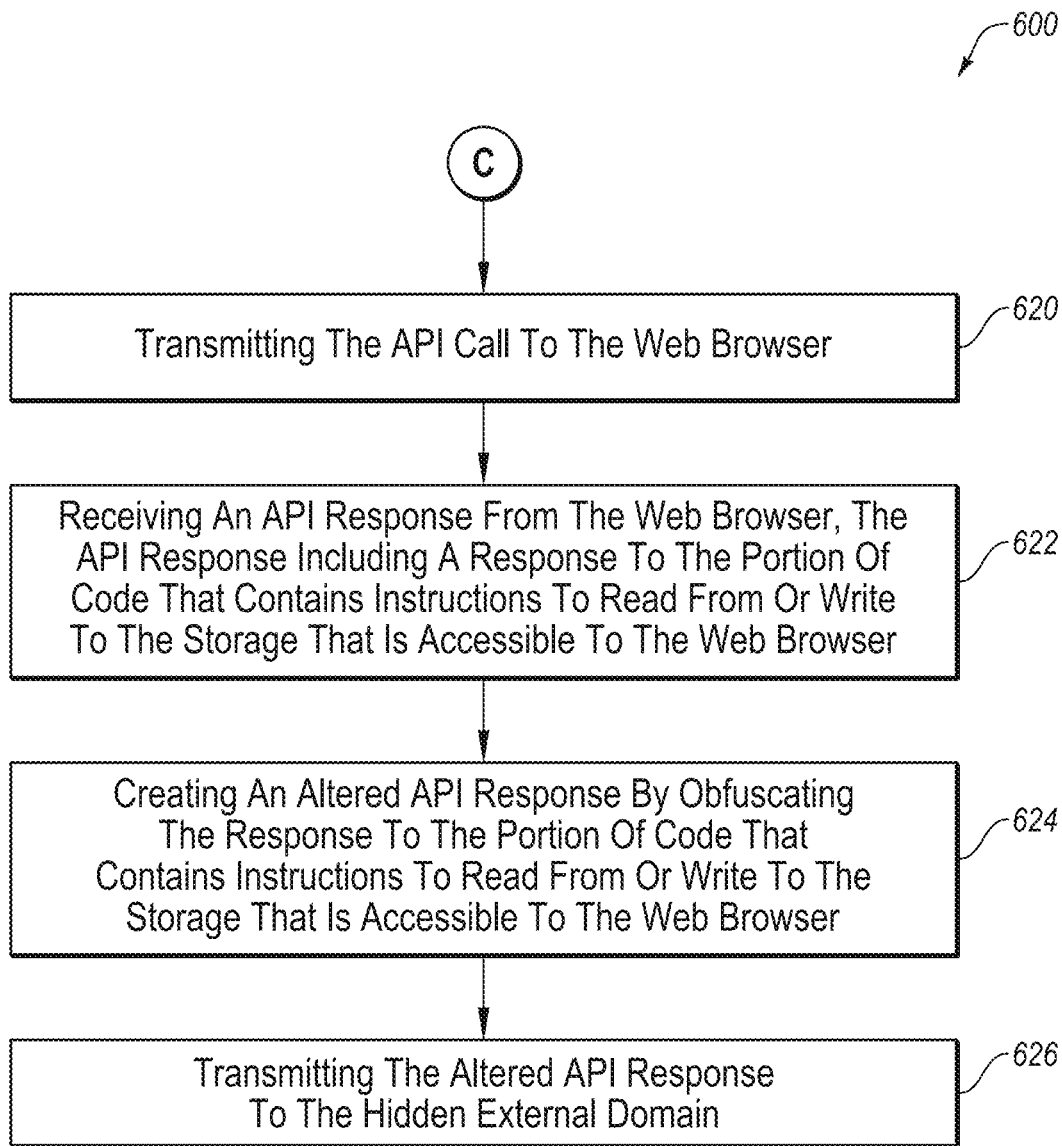 600
C
Transmitting The API Call To The Web Browser
620
Receiving An API Response From The Web Browser, The
API Response Including A Response To The Portion Of
Code That Contains Instructions To Read From Or Write
To The Storage That Is Accessible To The Web Browser
622
Creating An Altered API Response By Obfuscating
The Response To The Portion Of Code That
Contains Instructions To Read From Or Write To The
Storage That Is Accessible To The Web Browser
624
Transmitting The Altered API Response
To The Hidden External Domain
626